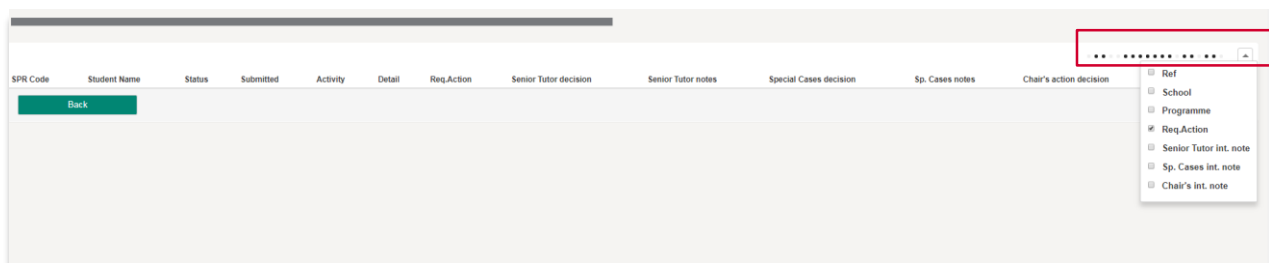 SPR Code Student Name Status Submitted Activity Detail Req.Action Senior Tutor decision Senior Tutor notes Special Cases decision Sp. Cases notes Chair's action decision
Back
Ref
School
Programme
Req.Action
Senior Tutor int. note
Sp. Cases int. note
Chair's int. note